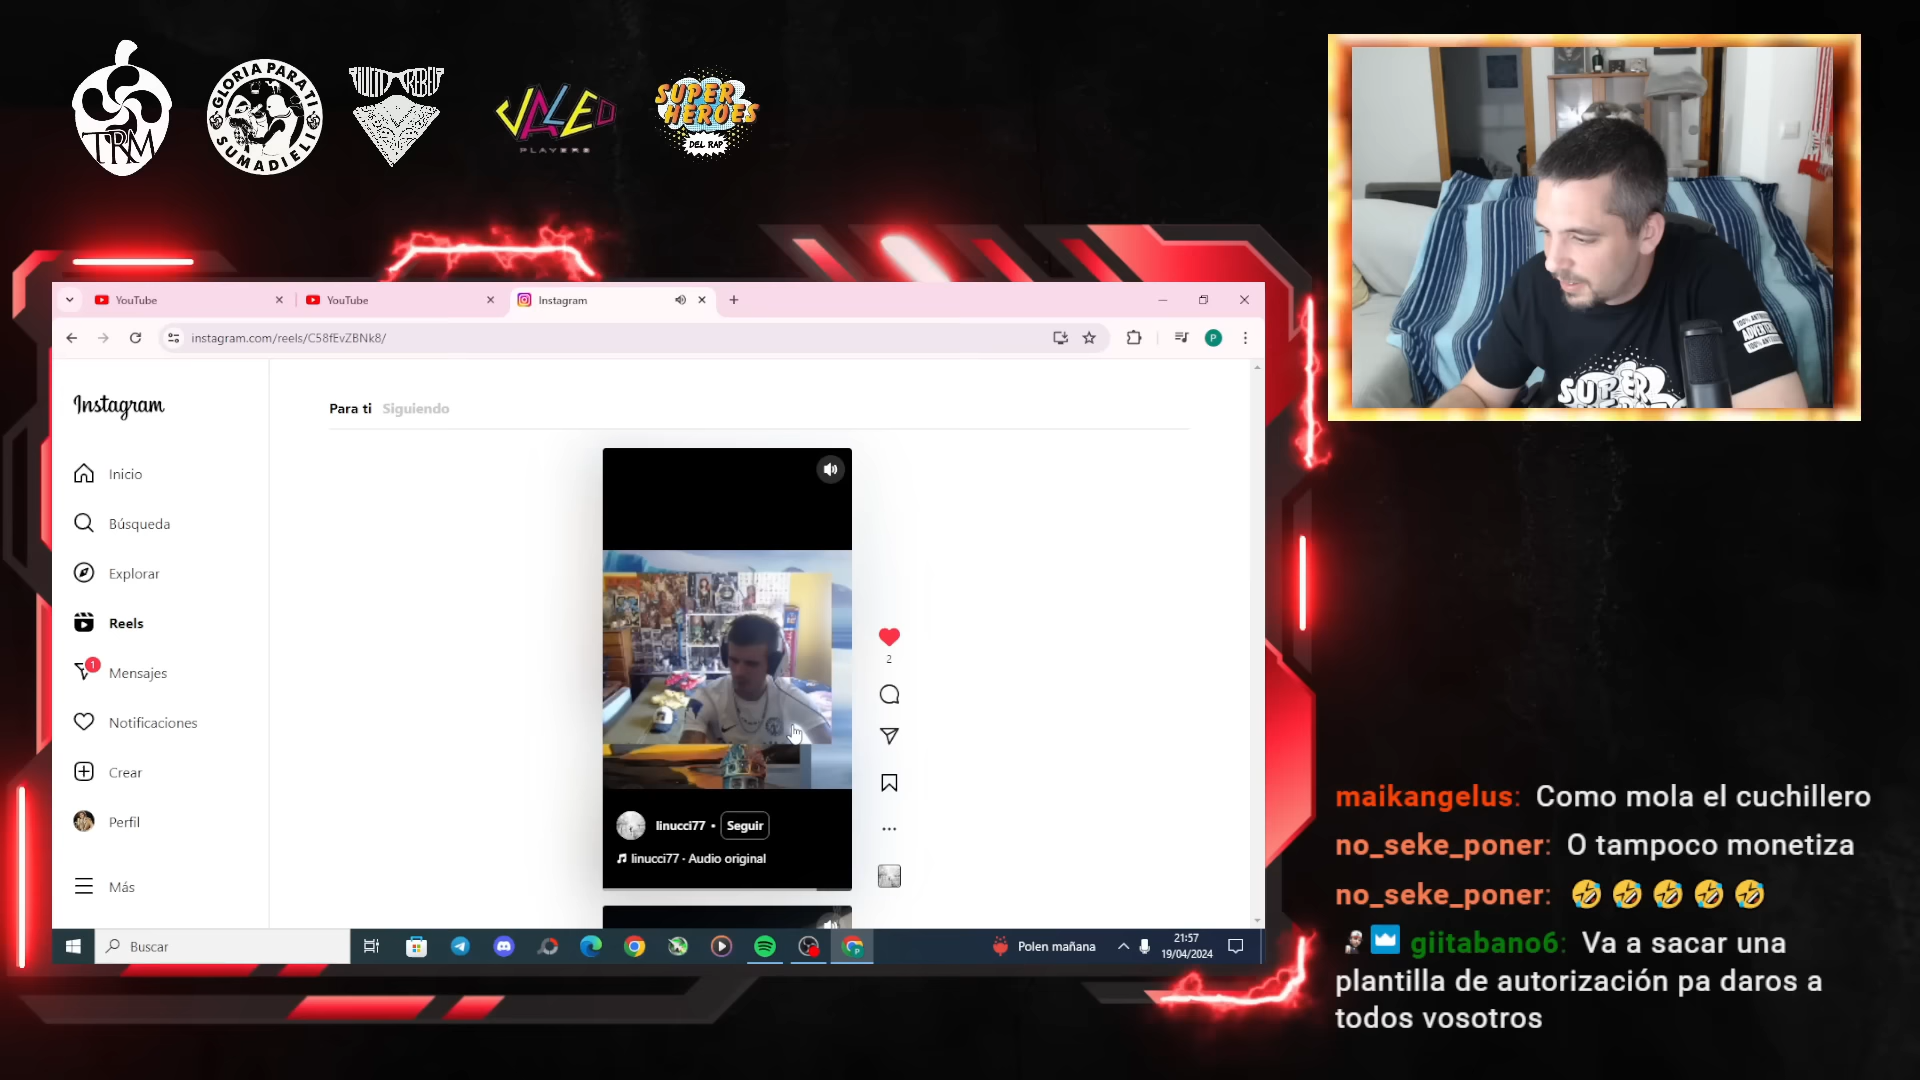 TRM
GLORIA PARA TI
SUMADIELI
VALED
PLAYERS
SUPER
HEROES
DEL RAP
SUPER
YouTube
YouTube
Instagram
instagram.com/reels/C58fEvZBNk8/
P
Instagram
Para ti
Siguiendo
Inicio
Búsqueda
Explorar
Reels
1
Mensajes
Notificaciones
Crear
Perfil
Más
2
linucci77 • Seguir
linucci77 · Audio original
Buscar
Polen mañana
21:57
19/04/2024
maikangelus: Como mola el cuchillero
no_seke_poner: O tampoco monetiza
no_seke_poner: 🤣 🤣 🤣 🤣 🤣
giitabano6: Va a sacar una
plantilla de autorización pa daros a
todos vosotros